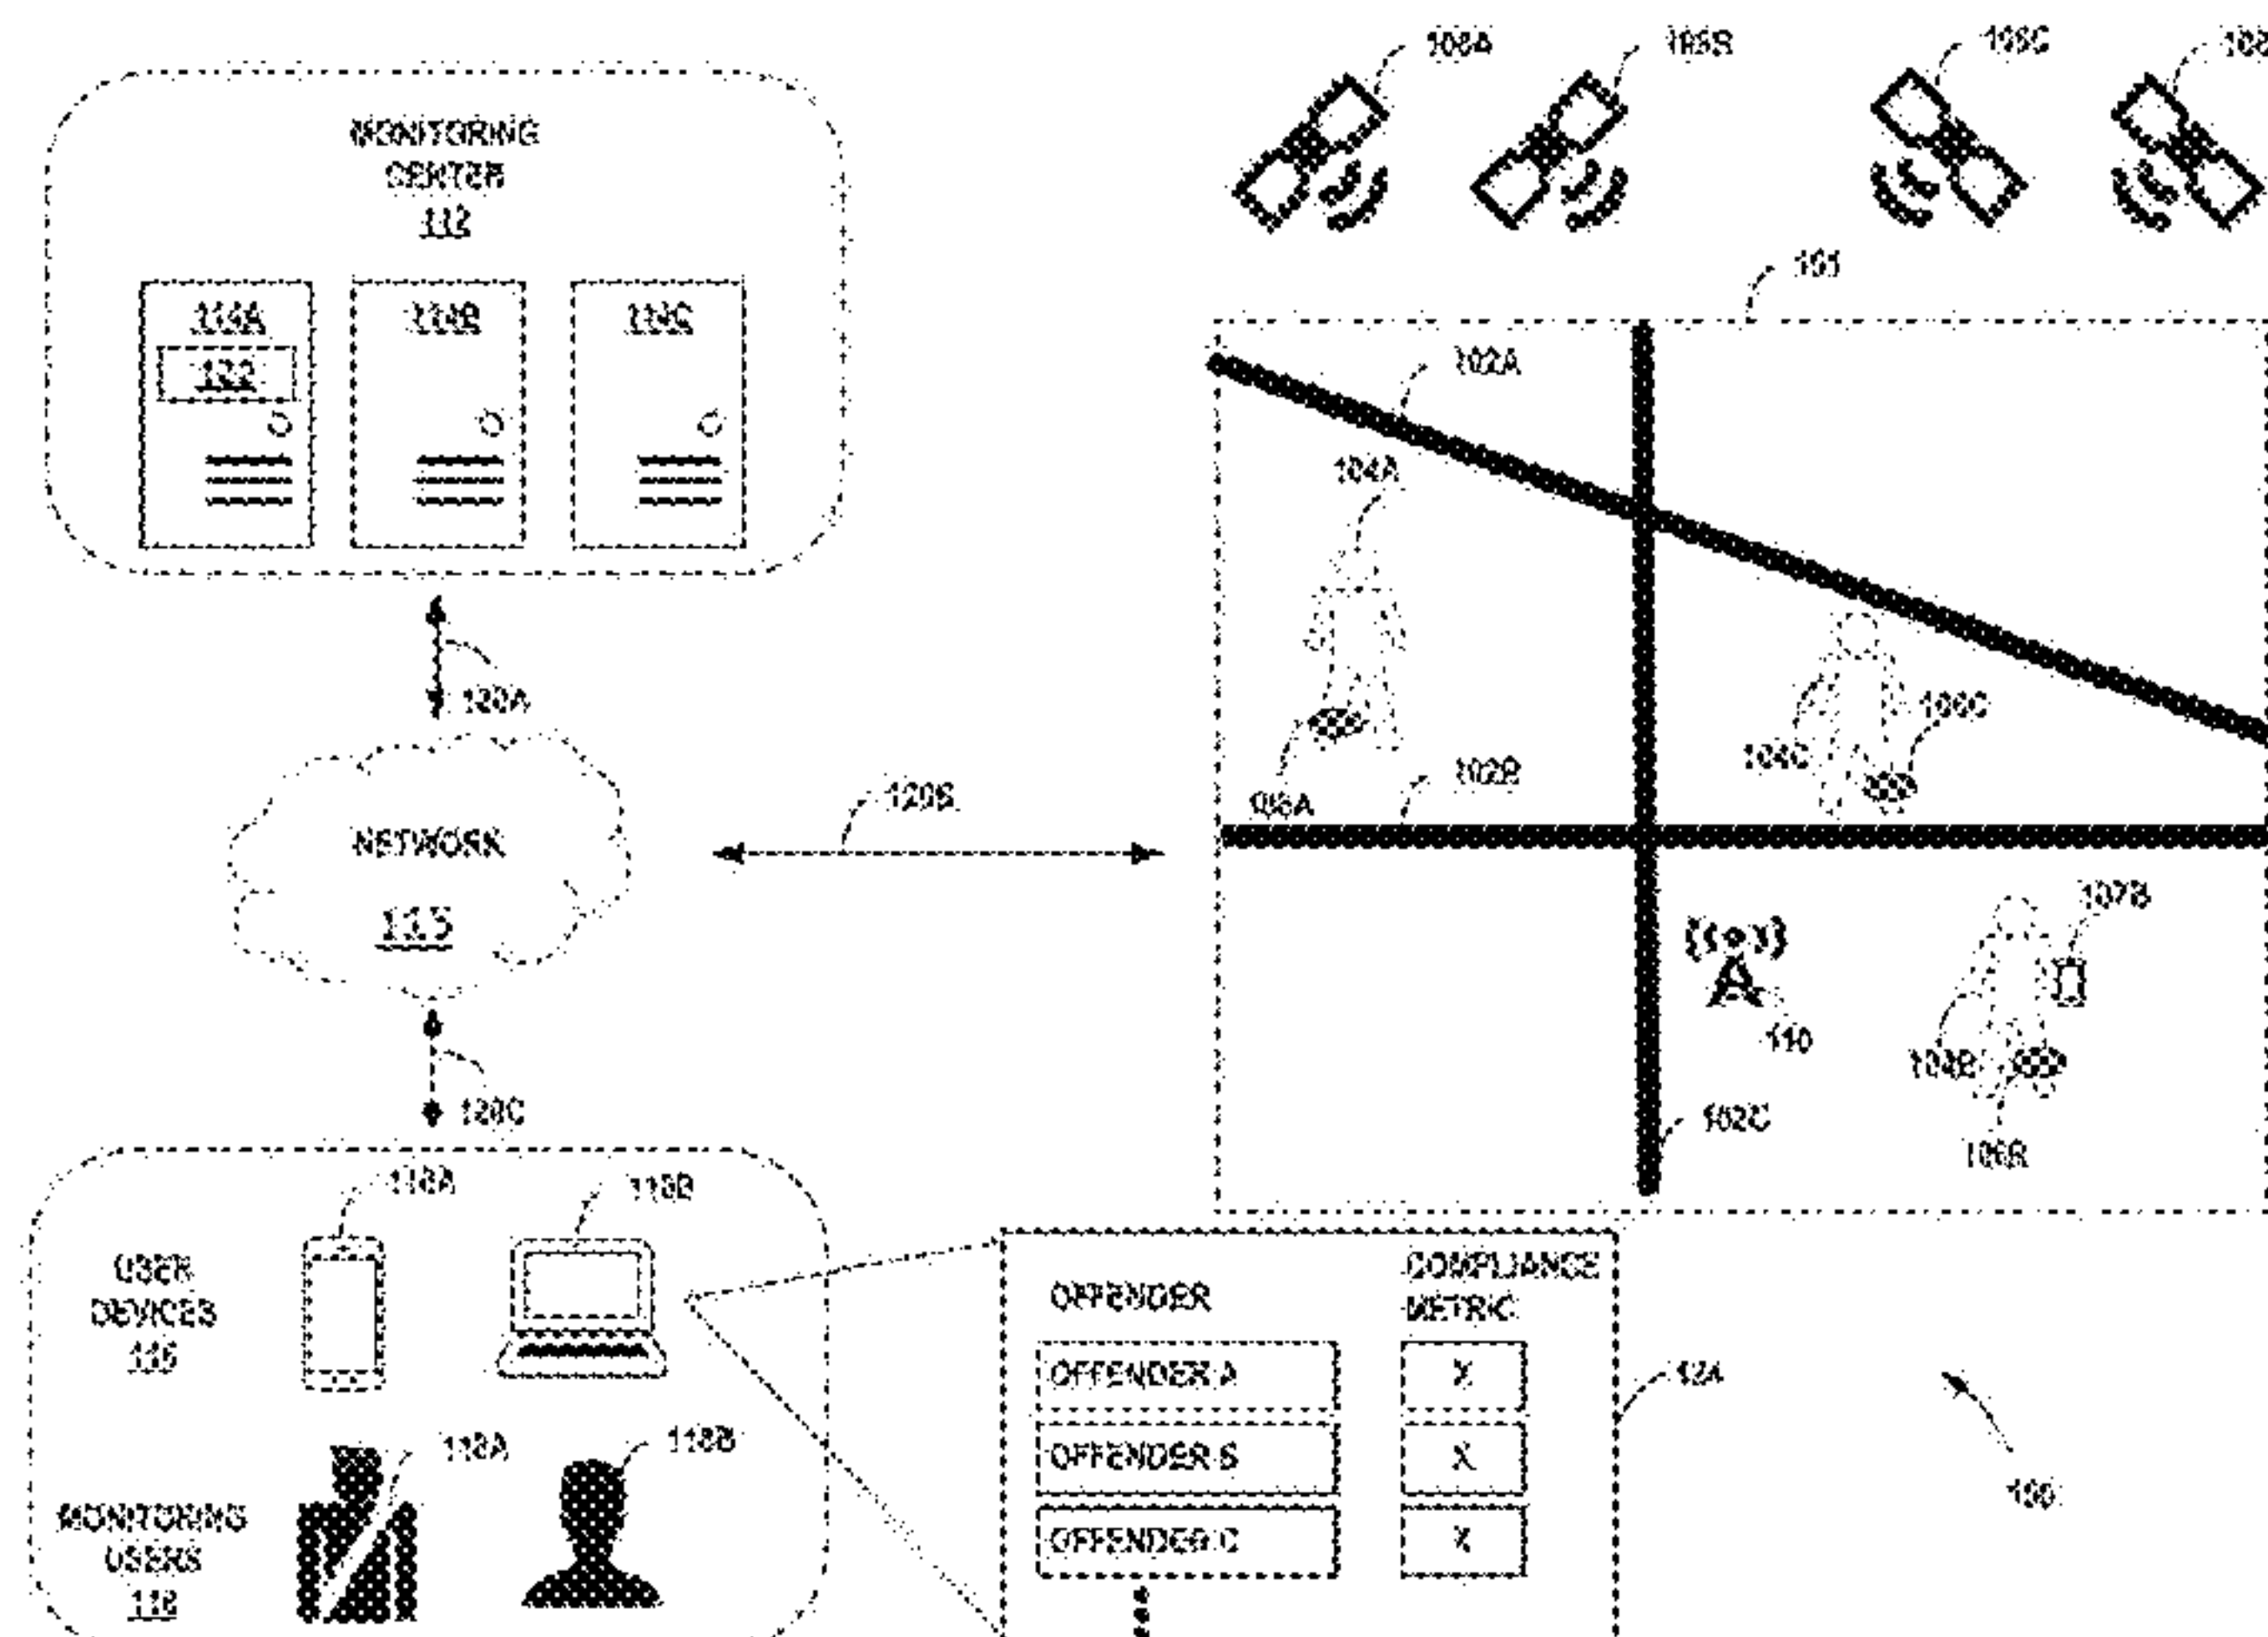 MONITORING
CENTER
112
114A
114B
114C
122
108A
108B
108C
102A
104A
104C
106C
106A
102B
120A
120B
NETWORK
107B
110
104B
106B
102C
120C
116A
116B
USER
DEVICES
116
118A
118B
MONITORING
USERS
118
OFFENDER
COMPLIANCE
METRIC
OFFENDER A
X
OFFENDER B
X
OFFENDER C
X
124
100